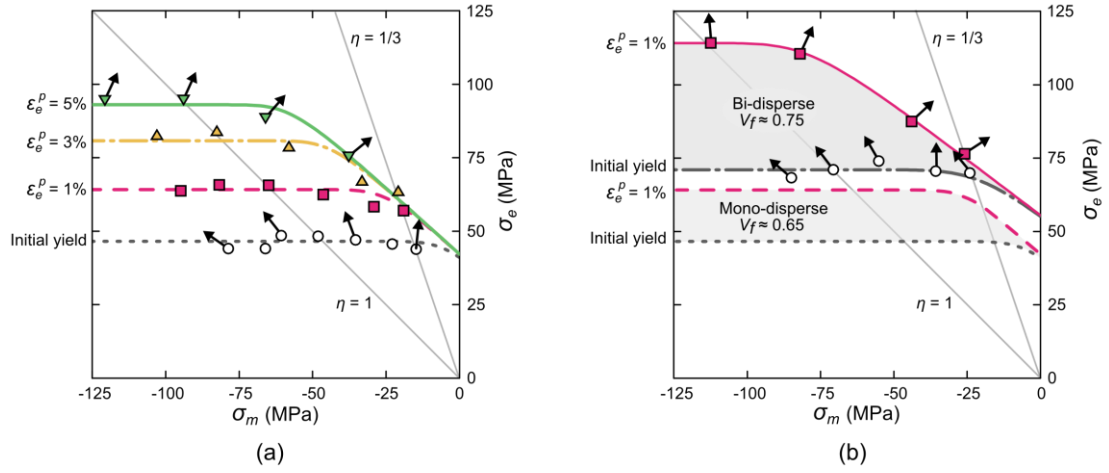 η = 1/3
ε_e^p = 5%
ε_e^p = 3%
ε_e^p = 1%
Initial yield
η = 1
125
100
75
50
25
0
σ_e (MPa)
-125 -100 -75 -50 -25 0
σ_m (MPa)
(a)
ε_e^p = 1%
η = 1/3
Bi-disperse
V_f ≈ 0.75
Initial yield
ε_e^p = 1%
Mono-disperse
V_f ≈ 0.65
Initial yield
η = 1
125
100
75
50
25
0
σ_e (MPa)
-125 -100 -75 -50 -25 0
σ_m (MPa)
(b)